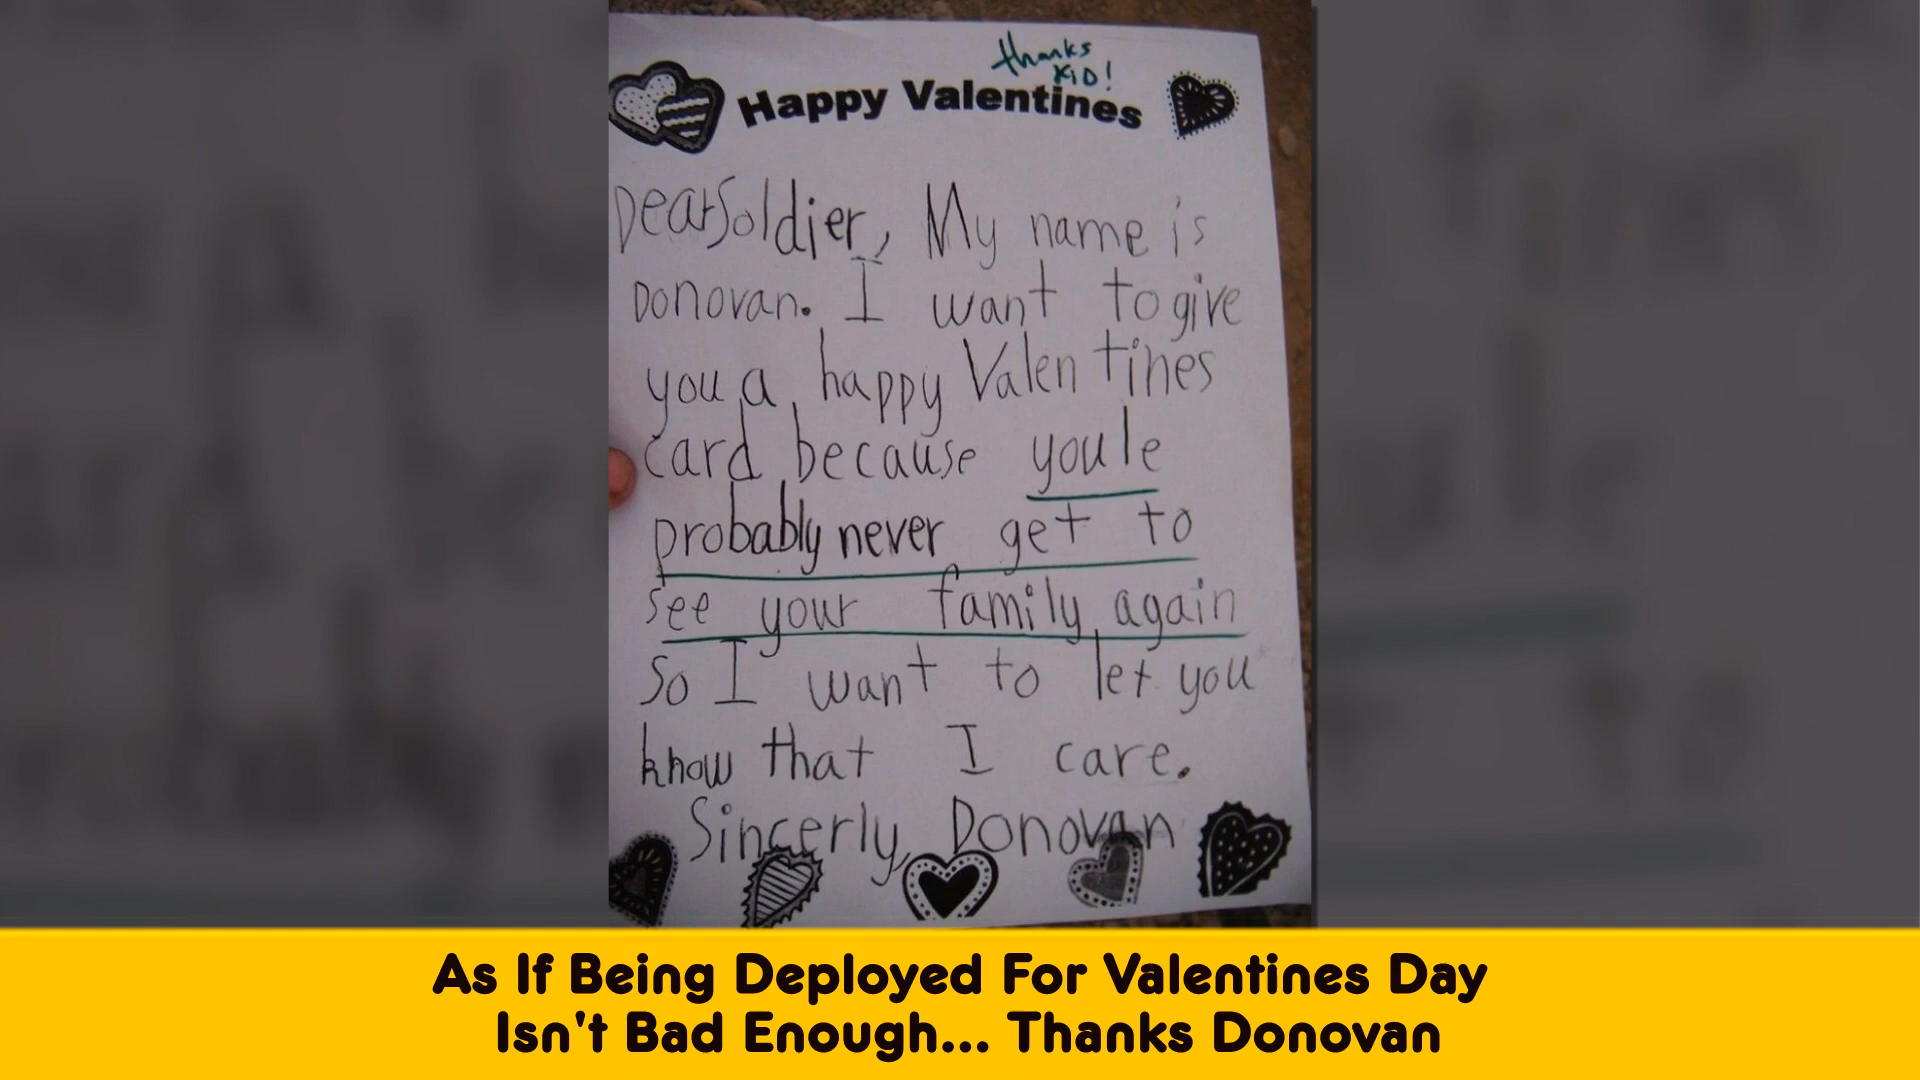 thanks
KiD!
Happy Valentines
Dear Soldier, My name is
Donovan. I want to give
you a happy Valentines
card because youle
probably never get to
see your family again
So I want to let you
know that I care.
Sincerly, Donovan
As If Being Deployed For Valentines Day
Isn't Bad Enough... Thanks Donovan